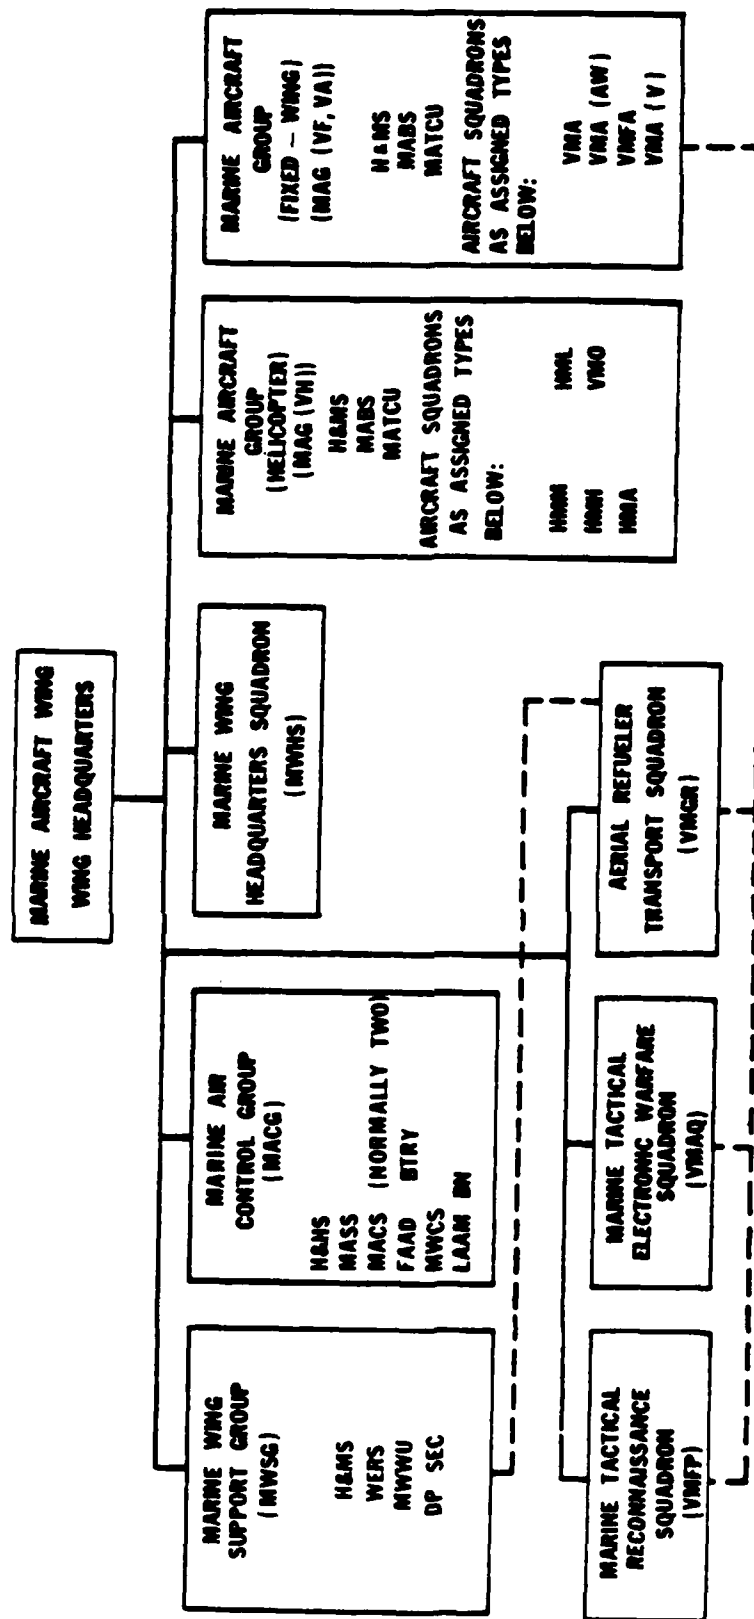 MARINE AIRCRAFT WING
WING HEADQUARTERS
MARINE WING
SUPPORT GROUP
(MWSG)
H&MS
WERS
MWWU
DP SEC
MARINE AIR
CONTROL GROUP
(MACG)
H&HS
MASS
MACS (NORMALLY TWO)
FAAD BTRY
MWCS
LAAM BN
MARINE WING
HEADQUARTERS SQUADRON
(MWHS)
MARINE AIRCRAFT
GROUP
(HELICOPTER)
(MAG (VH))
H&MS
MABS
MATCU
AIRCRAFT SQUADRONS
AS ASSIGNED TYPES
BELOW:
HMM HML
HMH VMO
HMA
MARINE AIRCRAFT
GROUP
(FIXED - WING)
(MAG (VF, VA))
H&MS
MABS
MATCU
AIRCRAFT SQUADRONS
AS ASSIGNED TYPES
BELOW:
VMA
VMA (AW)
VMFA
VMA (V)
MARINE TACTICAL
RECONNAISSANCE
SQUADRON
(VMFP)
MARINE TACTICAL
ELECTRONIC WARFARE
SQUADRON
(VMAQ)
AERIAL REFUELER
TRANSPORT SQUADRON
(VMGR)